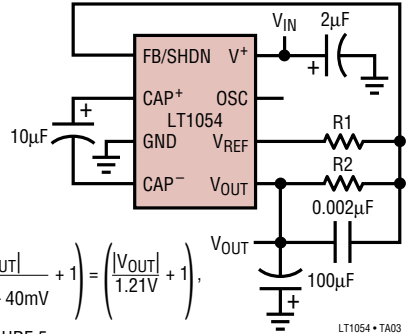 V_IN
2µF
FB/SHDN
V+
+
CAP+
OSC
+
LT1054
10µF
GND
V_REF
R1
CAP−
V_OUT
R2
0.002µF
V_OUT
OUT|
+ 1) = (|V_OUT|/1.21V + 1),
40mV
100µF
+
LT1054 • TA03